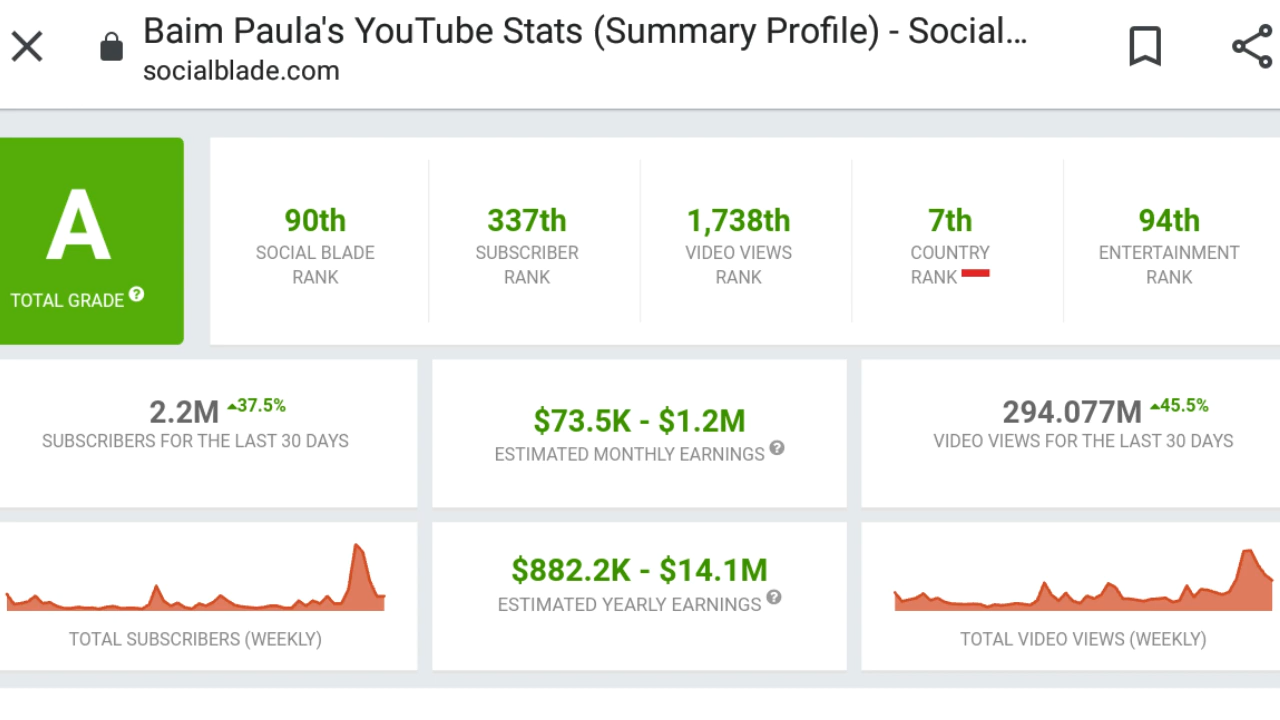 Baim Paula's YouTube Stats (Summary Profile) - Social...
socialblade.com
A
TOTAL GRADE ?
90th
SOCIAL BLADE
RANK
337th
SUBSCRIBER
RANK
1,738th
VIDEO VIEWS
RANK
7th
COUNTRY
RANK
94th
ENTERTAINMENT
RANK
2.2M 37.5%
SUBSCRIBERS FOR THE LAST 30 DAYS
$73.5K - $1.2M
ESTIMATED MONTHLY EARNINGS ?
294.077M 45.5%
VIDEO VIEWS FOR THE LAST 30 DAYS
TOTAL SUBSCRIBERS (WEEKLY)
$882.2K - $14.1M
ESTIMATED YEARLY EARNINGS ?
TOTAL VIDEO VIEWS (WEEKLY)